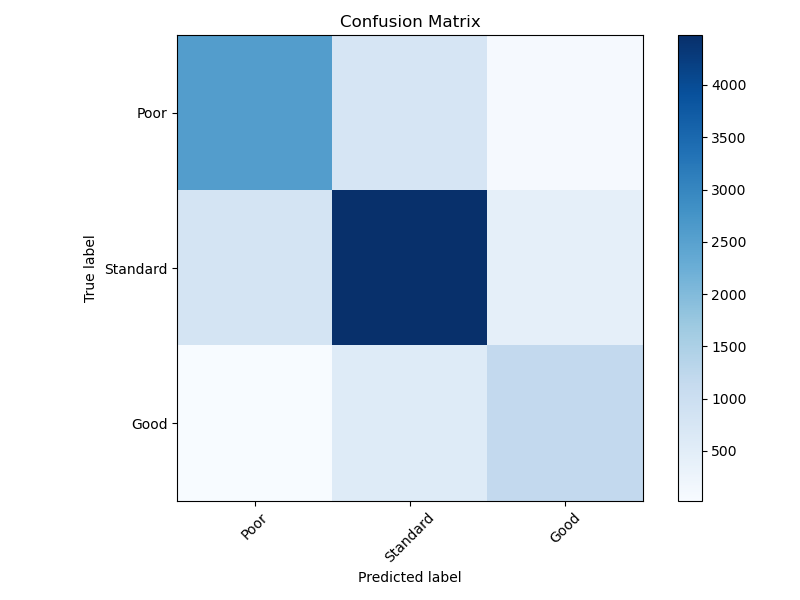 Confusion Matrix
True label
Poor
Standard
Good
Poor
Standard
Good
Predicted label
4000
3500
3000
2500
2000
1500
1000
500